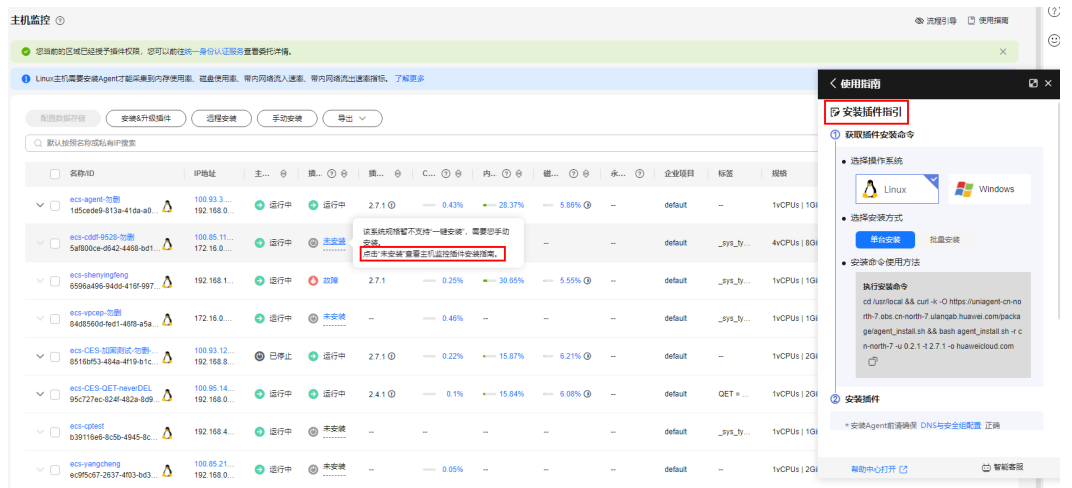 主机监控
流程引导 使用指南
您当前的区域已经授予插件权限，您可以前往统一身份认证服务查看委托详情。
Linux主机需要安装Agent才能采集到内存使用率、磁盘使用率、带内网络流入速率、带内网络流出速率指标。 了解更多
配置数据存储 安装&升级插件 远程安装 手动安装 导出
默认按照名称或私有IP搜索
名称/ID IP地址 主... 插... 插... C... 内... 磁... 永... 企业项目 标签 规格
ecs-agent-勿删 100.93.3....
1d5cede9-813a-41da-a0... 192.168.0... 运行中 运行中 2.7.1 0.43% 28.37% 5.86% default -- 1vCPUs | 1Gi
ecs-cddf-9528-勿删 100.85.11...
5af800ce-d642-4468-bd1... 172.16.0.... 运行中 未安装 -- default _sys_ty... 4vCPUs | 8Gi
该系统规格暂不支持“一键安装”，需要您手动
安装。
点击“未安装”查看主机监控插件安装指南。
ecs-shenyingfeng
6596a496-94dd-416f-997... 192.168.1... 运行中 故障 2.7.1 0.25% 30.65% 5.55% default _sys_ty... 1vCPUs | 1Gi
ecs-vpcep-勿删
84d8560d-fed1-46f8-a5a... 172.16.0.... 运行中 未安装 -- 0.46% -- -- default _sys_ty... 1vCPUs | 1Gi
ecs-CES-加固测试-勿删-... 100.93.12...
8516bf53-484a-4f19-b1c... 192.168.8... 已停止 运行中 2.7.1 0.22% 15.87% 6.21% default -- 1vCPUs | 2Gi
ecs-CES-QET-neverDEL 100.95.14...
95c727ec-824f-482a-8d9... 192.168.0... 运行中 运行中 2.4.1 0.1% 15.84% 6.08% default QET = ... 1vCPUs | 2Gi
ecs-cptest
b39116e6-8c5b-4945-8c... 192.168.4... 运行中 未安装 -- -- -- -- default _sys_ty... 1vCPUs | 1Gi
ecs-yangcheng 100.85.21...
ec9f5c67-2637-4f03-bd3... 192.168.0... 运行中 未安装 -- 0.05% -- -- default -- 1vCPUs | 2Gi
使用指南
安装插件指引
1 获取插件安装命令
选择操作系统
Linux Windows
选择安装方式
单台安装 批量安装
安装命令使用方法
执行安装命令
cd /usr/local && curl -k -O https://uniagent-cn-no
rth-7.obs.cn-north-7.ulanqab.huawei.com/packa
ge/agent_install.sh && bash agent_install.sh -r c
n-north-7 -u 0.2.1 -t 2.7.1 -o huaweicloud.com
2 安装插件
* 安装Agent前请确保 DNS与安全组配置 正确
帮助中心打开 智能客服